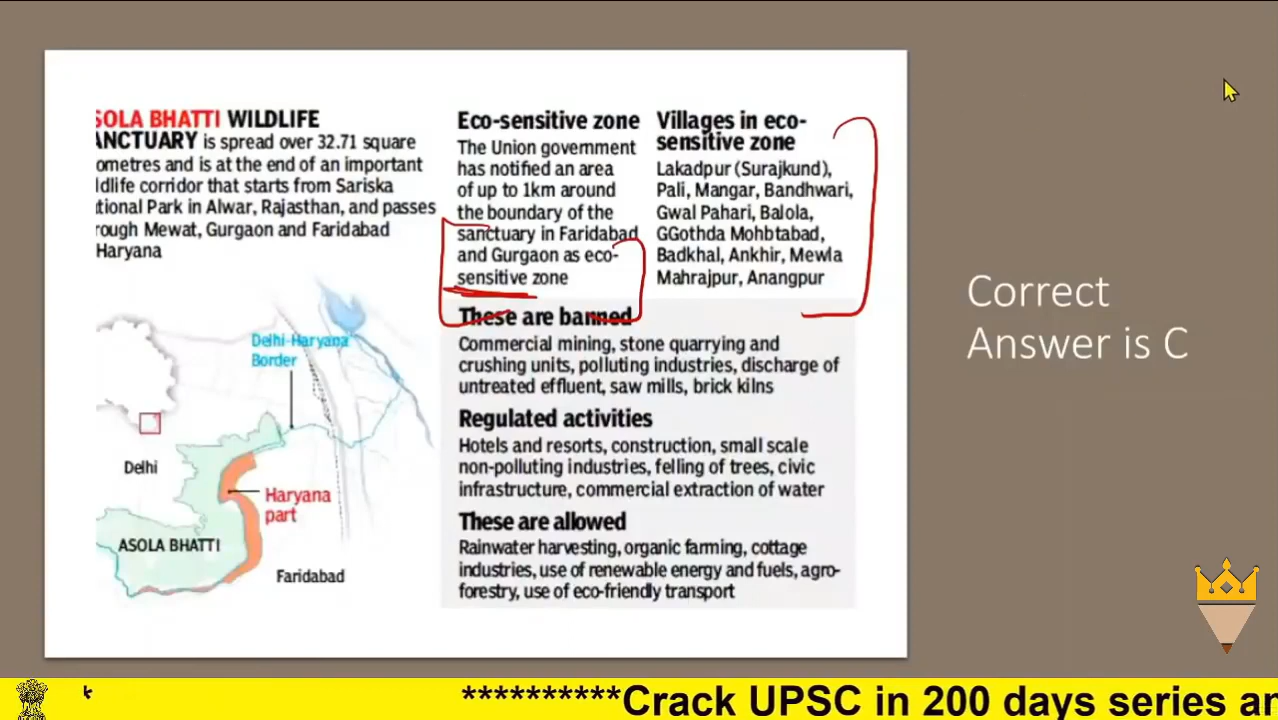 SOLA BHATTI WILDLIFE
ANCTUARY is spread over 32.71 square
ometres and is at the end of an important
ldlife corridor that starts from Sariska
tional Park in Alwar, Rajasthan, and passes
rough Mewat, Gurgaon and Faridabad
Haryana
Eco-sensitive zone
The Union government
has notified an area
of up to 1km around
the boundary of the
sanctuary in Faridabad
and Gurgaon as eco-
sensitive zone
Villages in eco-
sensitive zone
Lakadpur (Surajkund),
Pali, Mangar, Bandhwari,
Gwal Pahari, Balola,
GGothda Mohbtabad,
Badkhal, Ankhir, Mewla
Mahrajpur, Anangpur
These are banned
Commercial mining, stone quarrying and
crushing units, polluting industries, discharge of
untreated effluent, saw mills, brick kilns
Regulated activities
Hotels and resorts, construction, small scale
non-polluting industries, felling of trees, civic
infrastructure, commercial extraction of water
These are allowed
Rainwater harvesting, organic farming, cottage
industries, use of renewable energy and fuels, agro-
forestry, use of eco-friendly transport
Delhi-Haryana
Border
Delhi
Haryana
part
ASOLA BHATTI
Faridabad
Correct
Answer is C
**********Crack UPSC in 200 days series an